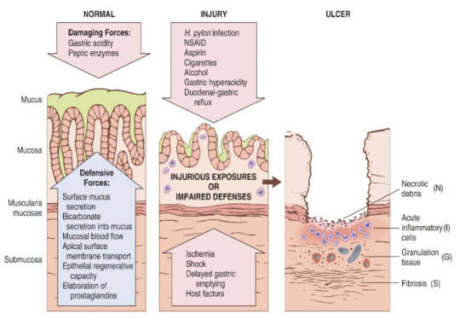 NORMAL
Damaging Forces:
Gastric acidity
Peptic enzymes
Mucus
Mucosa
Muscularis
mucosae
Submucosa
Defensive
Forces:
Surface mucus
secretion
Bicarbonate
secretion into mucus
Mucosal blood flow
Apical surface
membrane transport
Epithelial regenerative
capacity
Elaboration of
prostaglandins
INJURY
H. pylori infection
NSAID
Aspirin
Cigarettes
Alcohol
Gastric hyperacidity
Duodenal-gastric
reflux
INJURIOUS EXPOSURES
OR
IMPAIRED DEFENSES
Ischemia
Shock
Delayed gastric
emptying
Host factors
ULCER
Necrotic (N)
debris
Acute
inflammatory(I)
cells
Granulation (G)
tissue
Fibrosis (S)